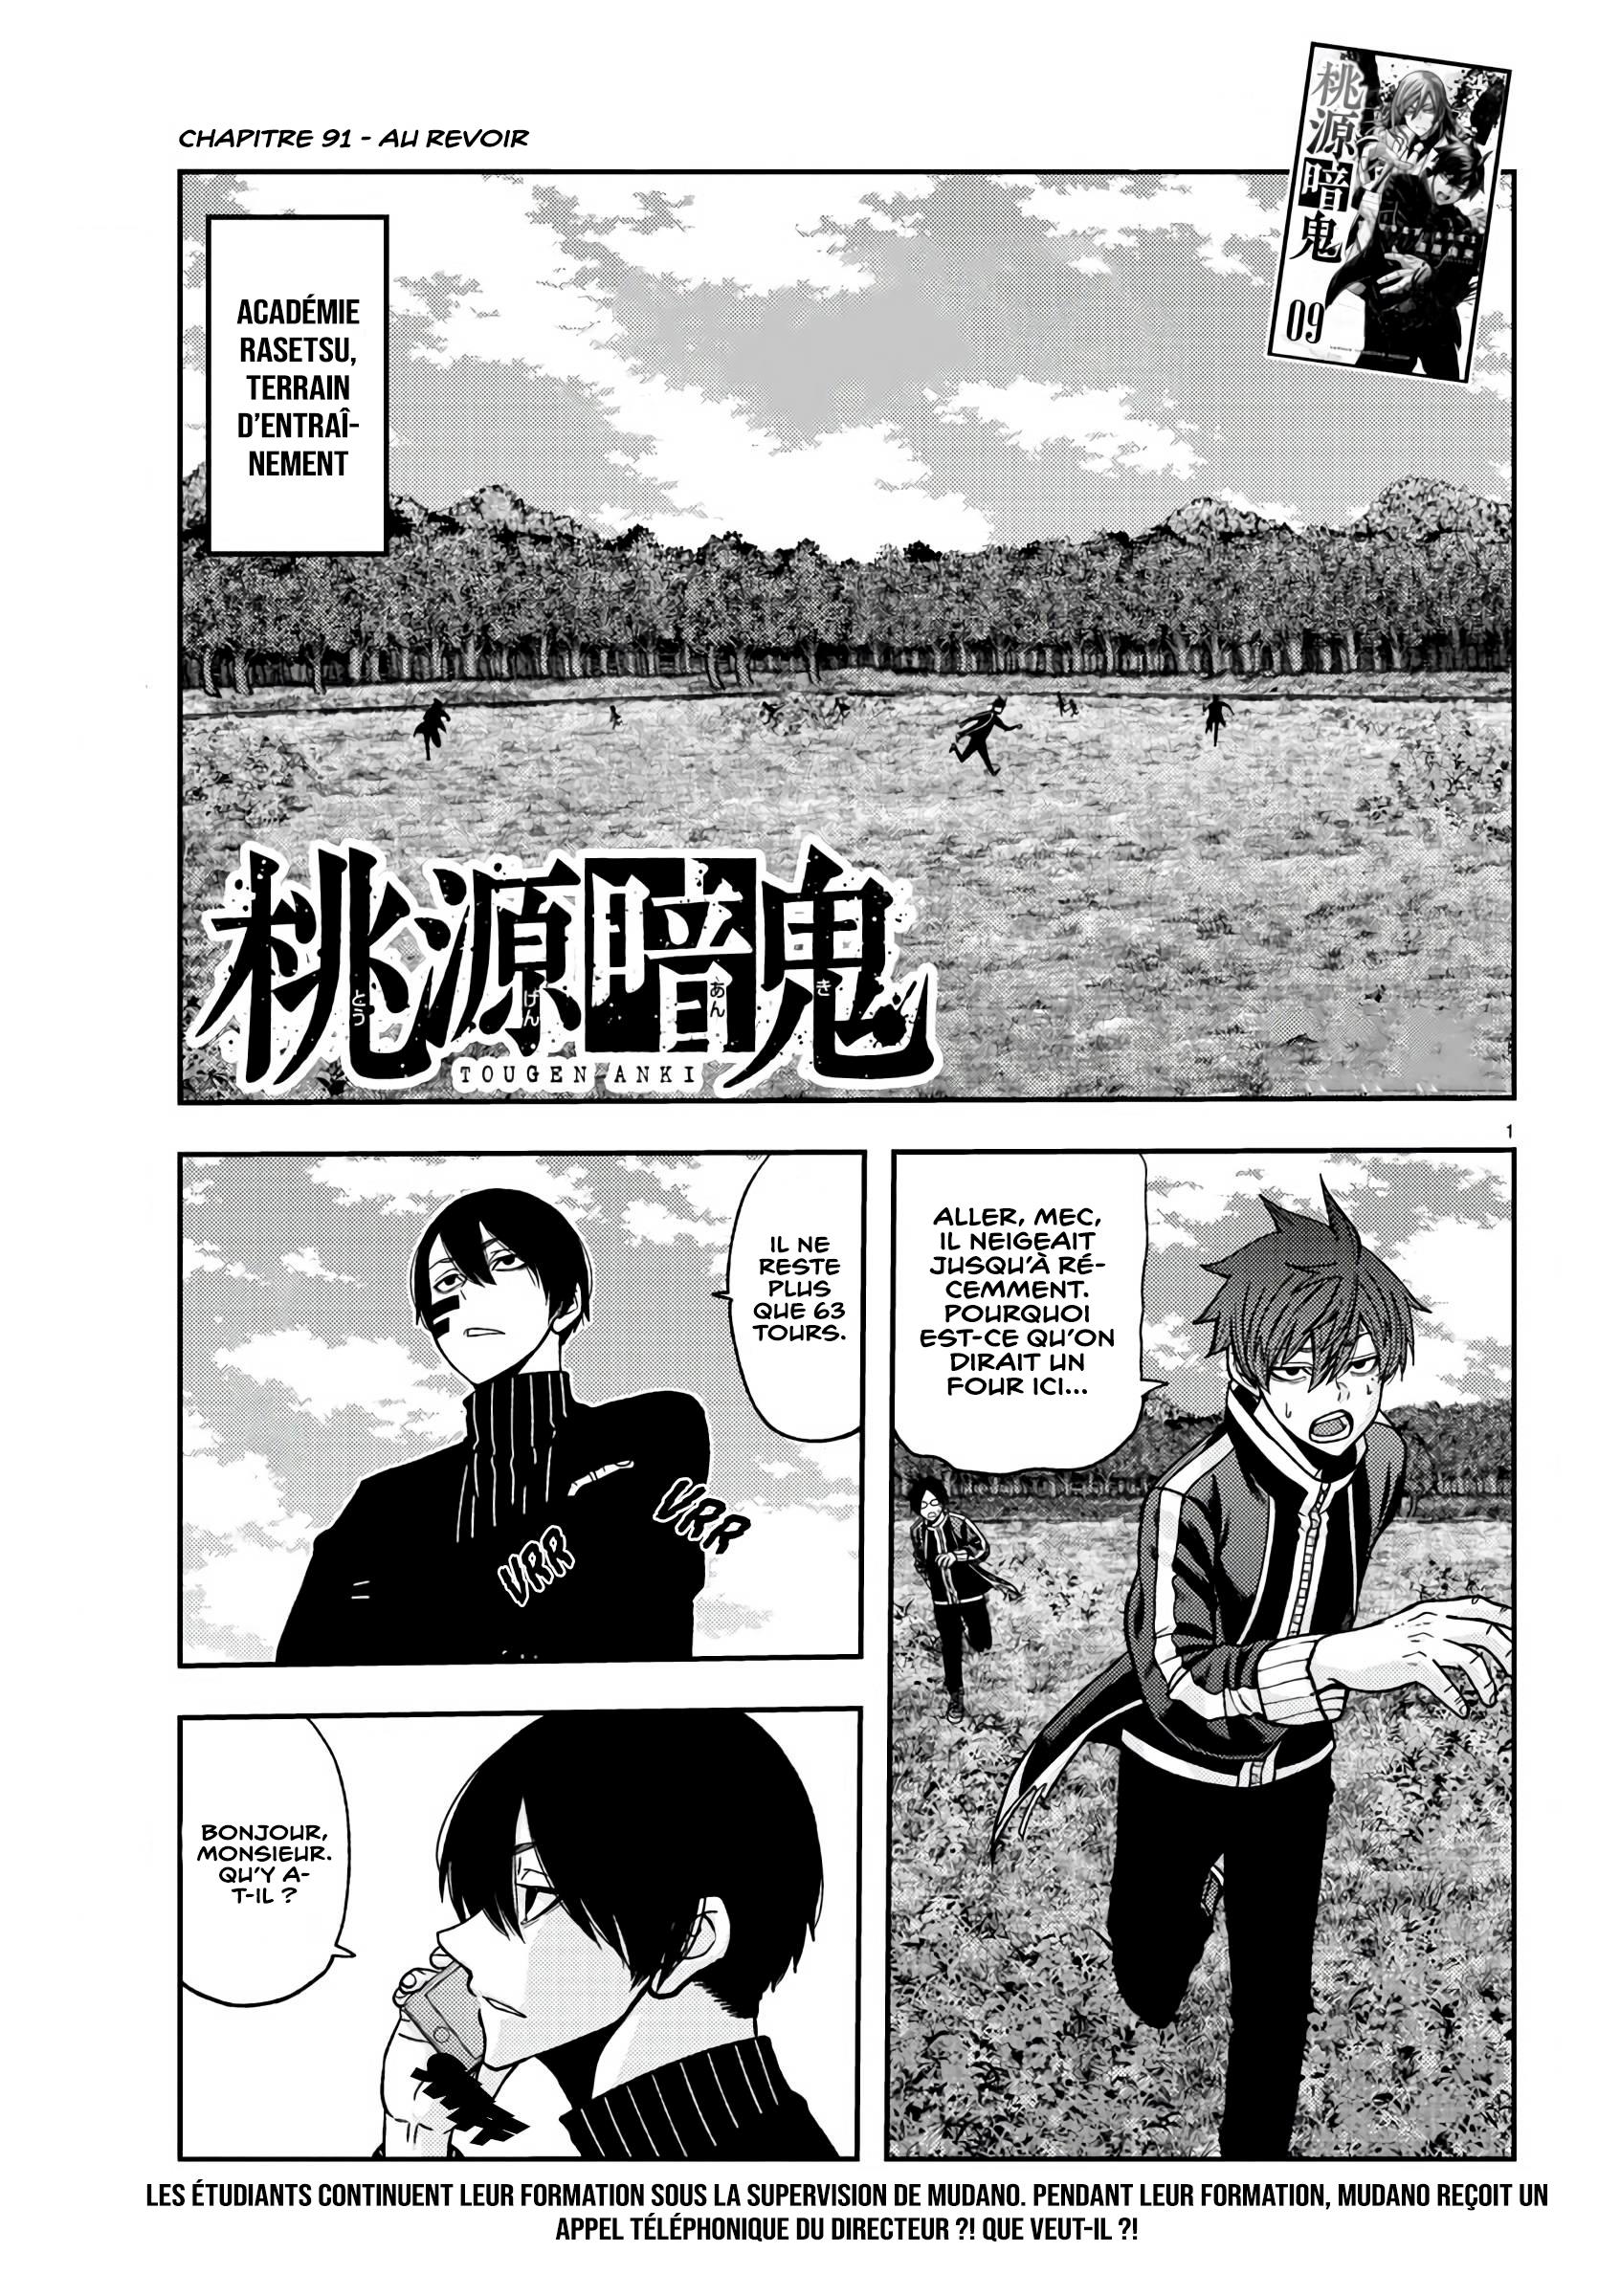 CHAPITRE 91 - AU REVOIR
桃源暗鬼
09
ACADÉMIE
RASETSU,
TERRAIN
D'ENTRAÎ-
NEMENT
桃源暗鬼
とう げん あん き
TOUGEN ANKI
1
ALLER, MEC,
IL NEIGEAIT
JUSQU'À RÉ-
CEMMENT.
POURQUOI
EST-CE QU'ON
DIRAIT UN
FOUR ICI...
IL NE
RESTE
PLUS
QUE 63
TOURS.
VRR
VRR
BONJOUR,
MONSIEUR.
QU'Y A-
T-IL ?
LES ÉTUDIANTS CONTINUENT LEUR FORMATION SOUS LA SUPERVISION DE MUDANO. PENDANT LEUR FORMATION, MUDANO REÇOIT UN
APPEL TÉLÉPHONIQUE DU DIRECTEUR ?! QUE VEUT-IL ?!